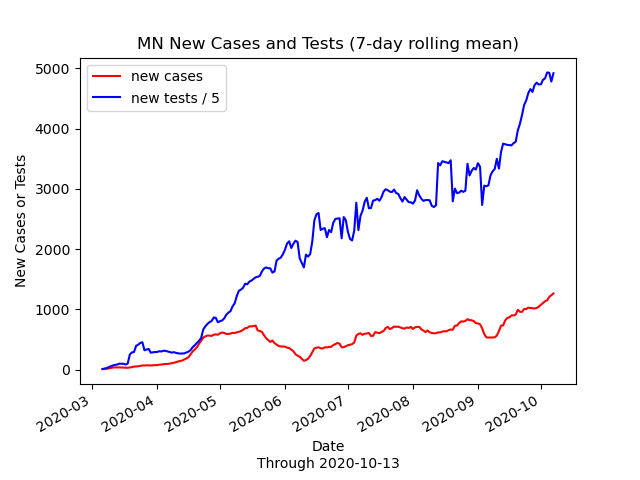 MN New Cases and Tests (7-day rolling mean)
new cases
new tests / 5
New Cases or Tests
5000
4000
3000
2000
1000
0
2020-03
2020-04
2020-05
2020-06
2020-07
2020-08
2020-09
2020-10
Date
Through 2020-10-13